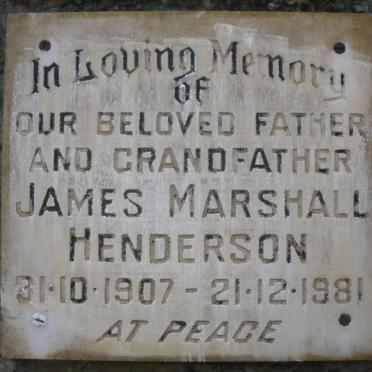 In Loving Memory
of
OUR BELOVED FATHER
AND GRANDFATHER
JAMES MARSHALL
HENDERSON
31·10·1907 - 21·12·1981
AT PEACE